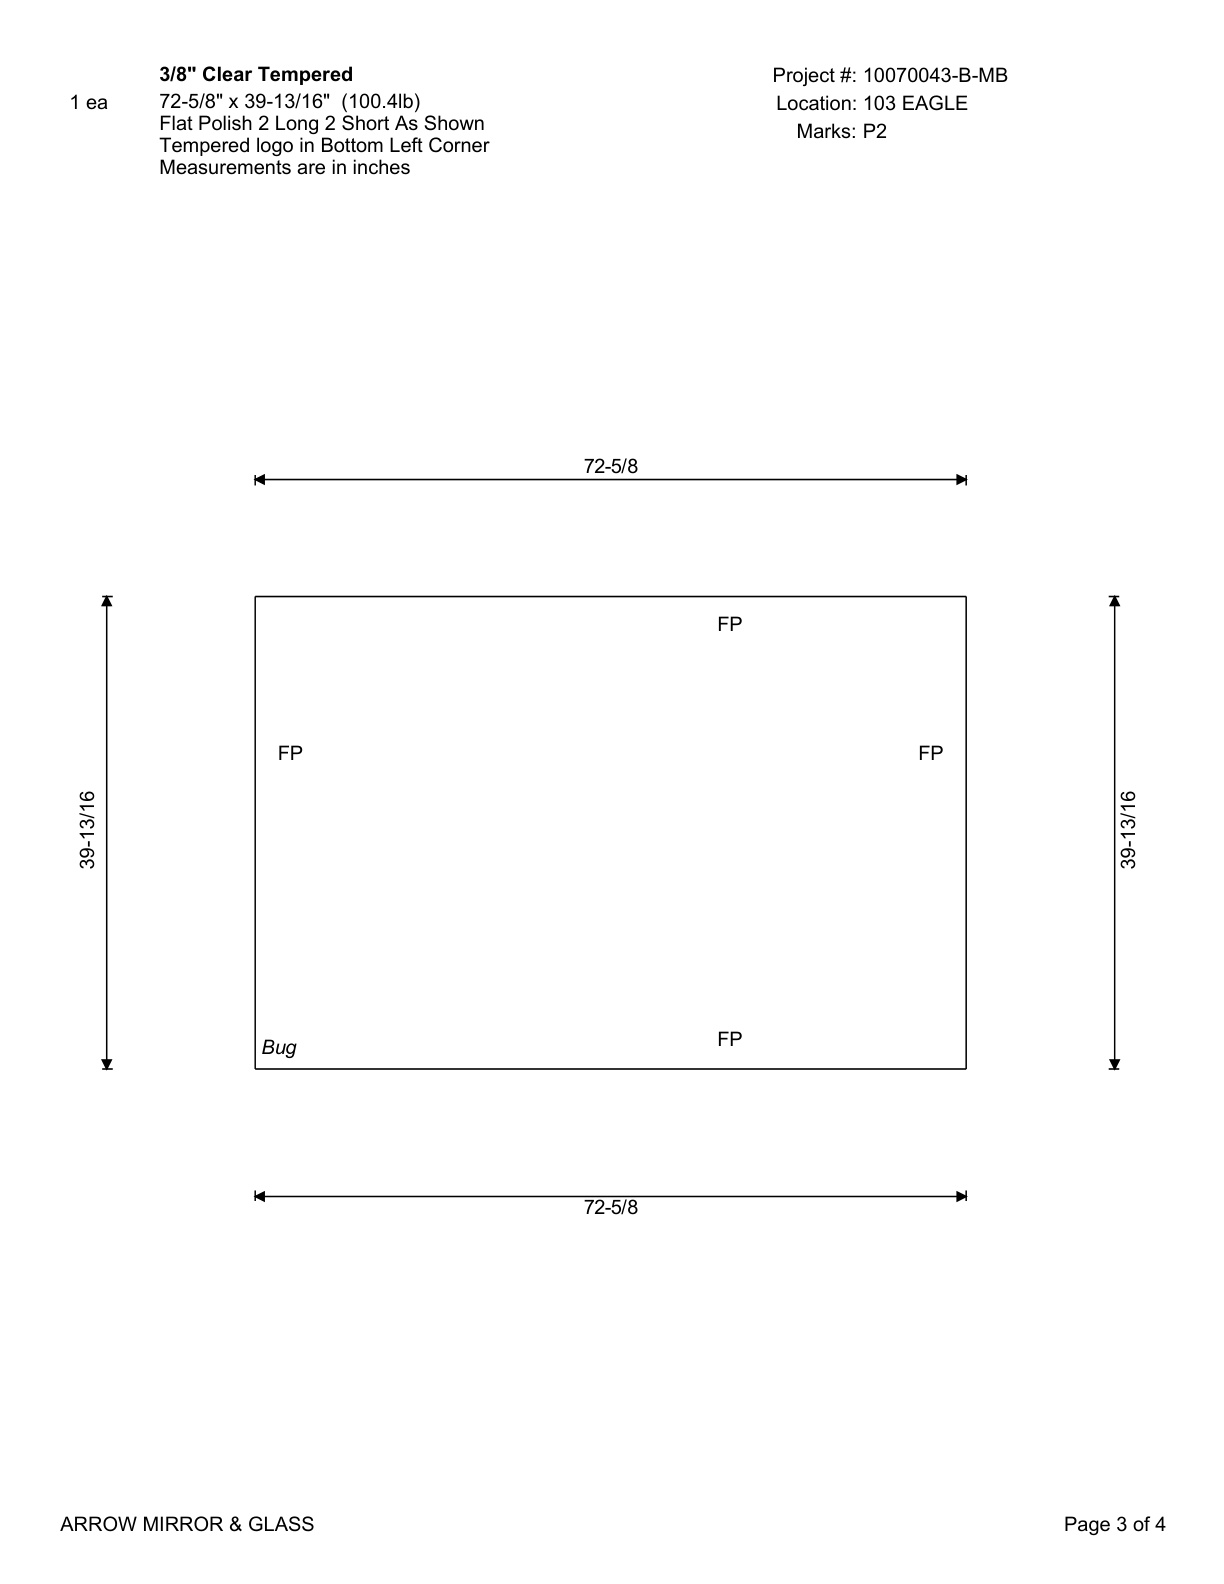 3/8" Clear Tempered
1 ea
72-5/8" x 39-13/16"  (100.4lb)
Flat Polish 2 Long 2 Short As Shown
Tempered logo in Bottom Left Corner
Measurements are in inches
Project #: 10070043-B-MB
Location: 103 EAGLE
Marks: P2
72-5/8
FP
FP
FP
39-13/16
39-13/16
FP
Bug
72-5/8
ARROW MIRROR & GLASS
Page 3 of 4